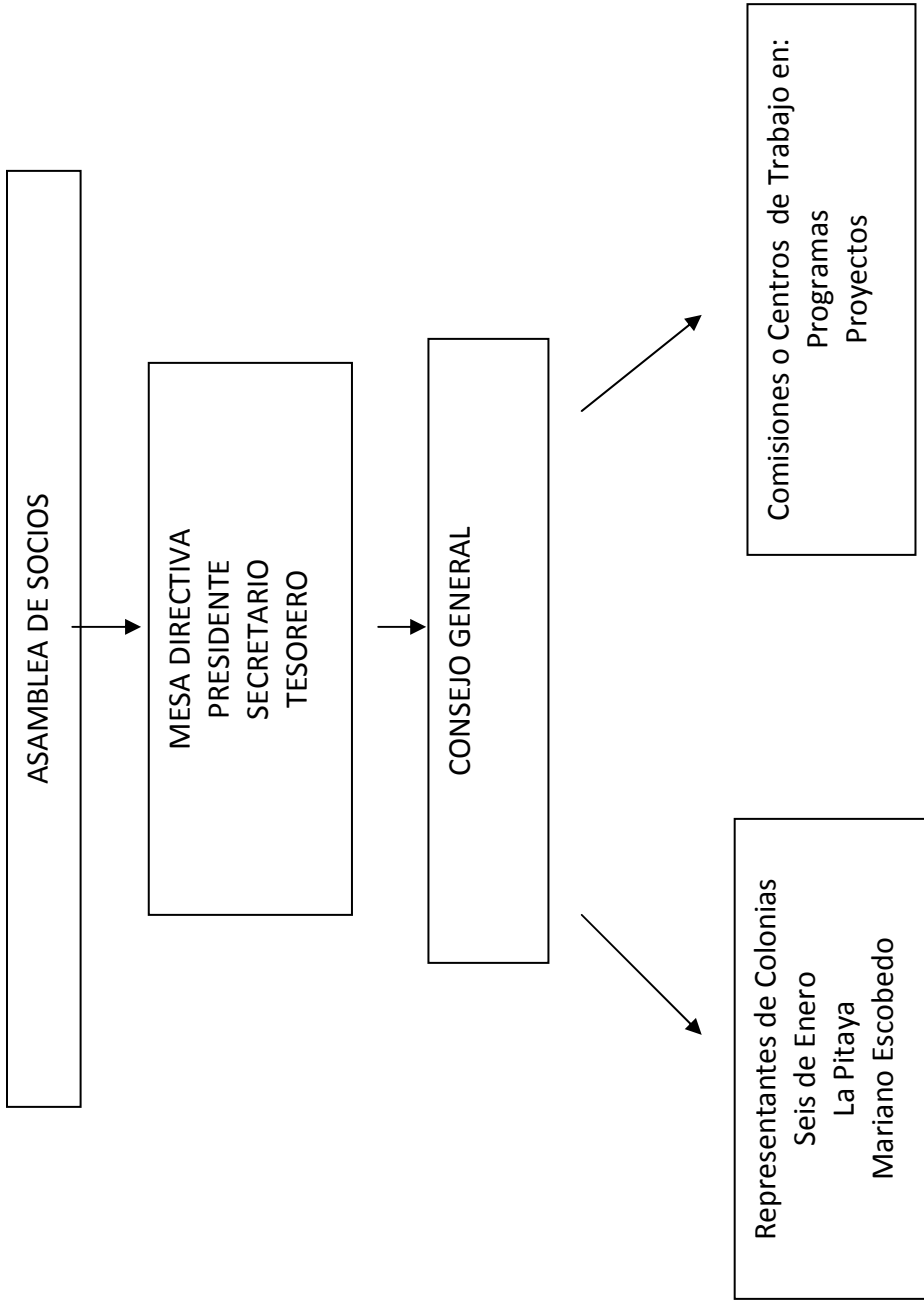 ASAMBLEA DE SOCIOS
MESA DIRECTIVA
PRESIDENTE
SECRETARIO
TESORERO
CONSEJO GENERAL
Representantes de Colonias
Seis de Enero
La Pitaya
Mariano Escobedo
Comisiones o Centros de Trabajo en:
Programas
Proyectos